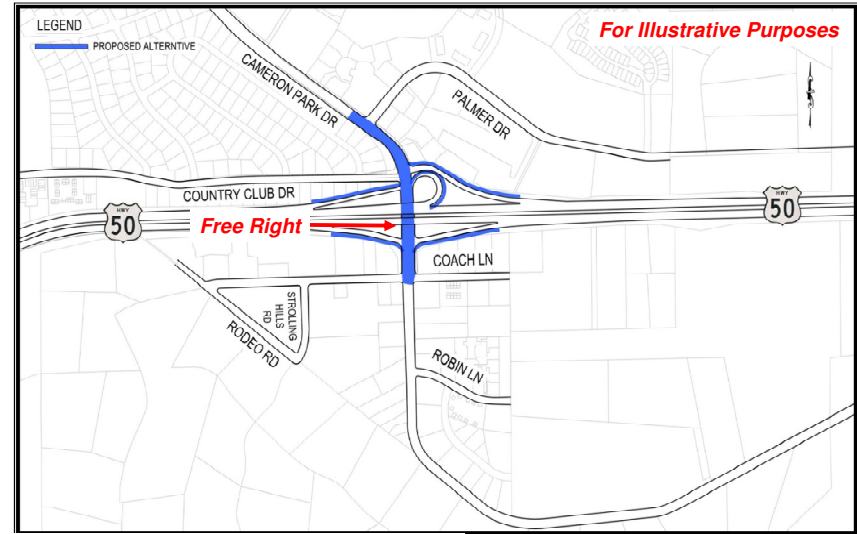 LEGEND
PROPOSED ALTERNTIVE
For Illustrative Purposes
CAMERON PARK DR
PALMER DR
COUNTRY CLUB DR
HWY
50
HWY
50
Free Right
COACH LN
STROLLING
HILLS
RD
RODEO RD
ROBIN LN